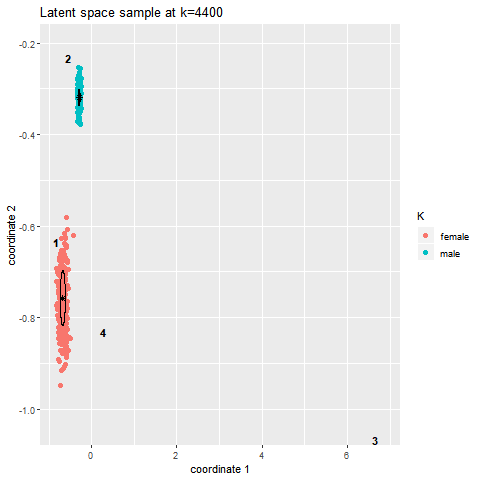 Latent space sample at k=4400
-0.2
-0.4
-0.6
-0.8
-1.0
coordinate 2
2
1
4
3
0
2
4
6
coordinate 1
K
female
male